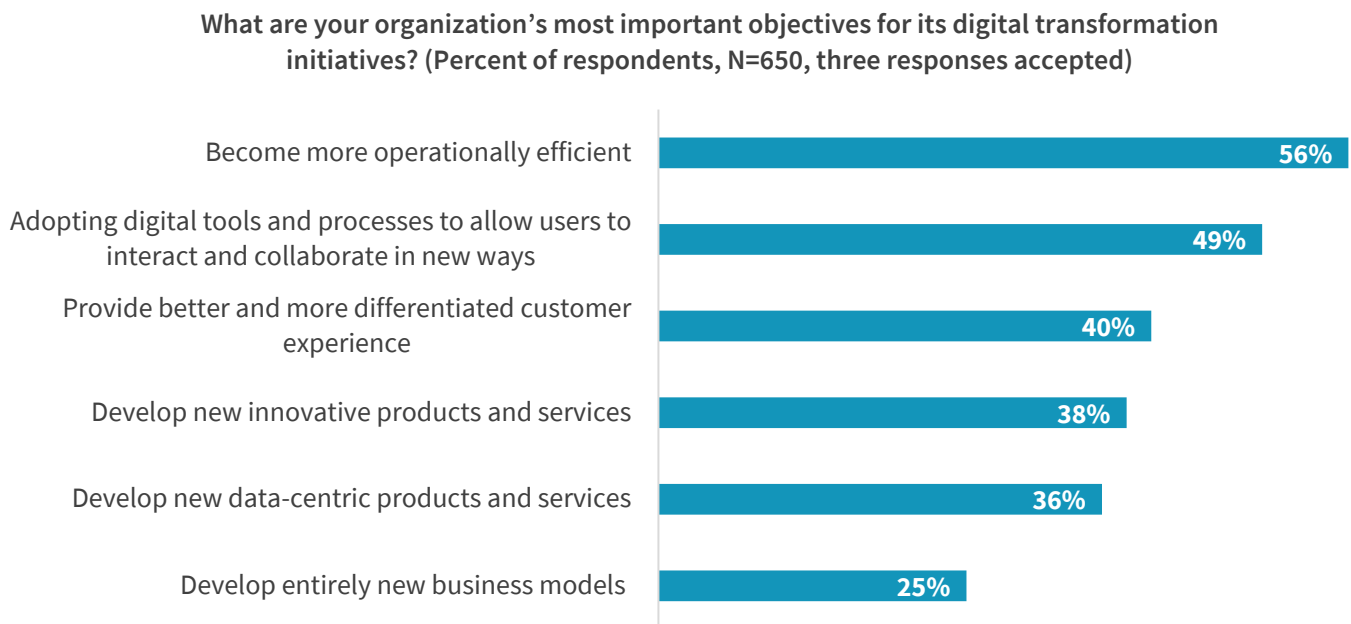 What are your organization’s most important objectives for its digital transformation
initiatives? (Percent of respondents, N=650, three responses accepted)
Become more operationally efficient
56%
Adopting digital tools and processes to allow users to
interact and collaborate in new ways
49%
Provide better and more differentiated customer
experience
40%
Develop new innovative products and services
38%
Develop new data-centric products and services
36%
Develop entirely new business models
25%